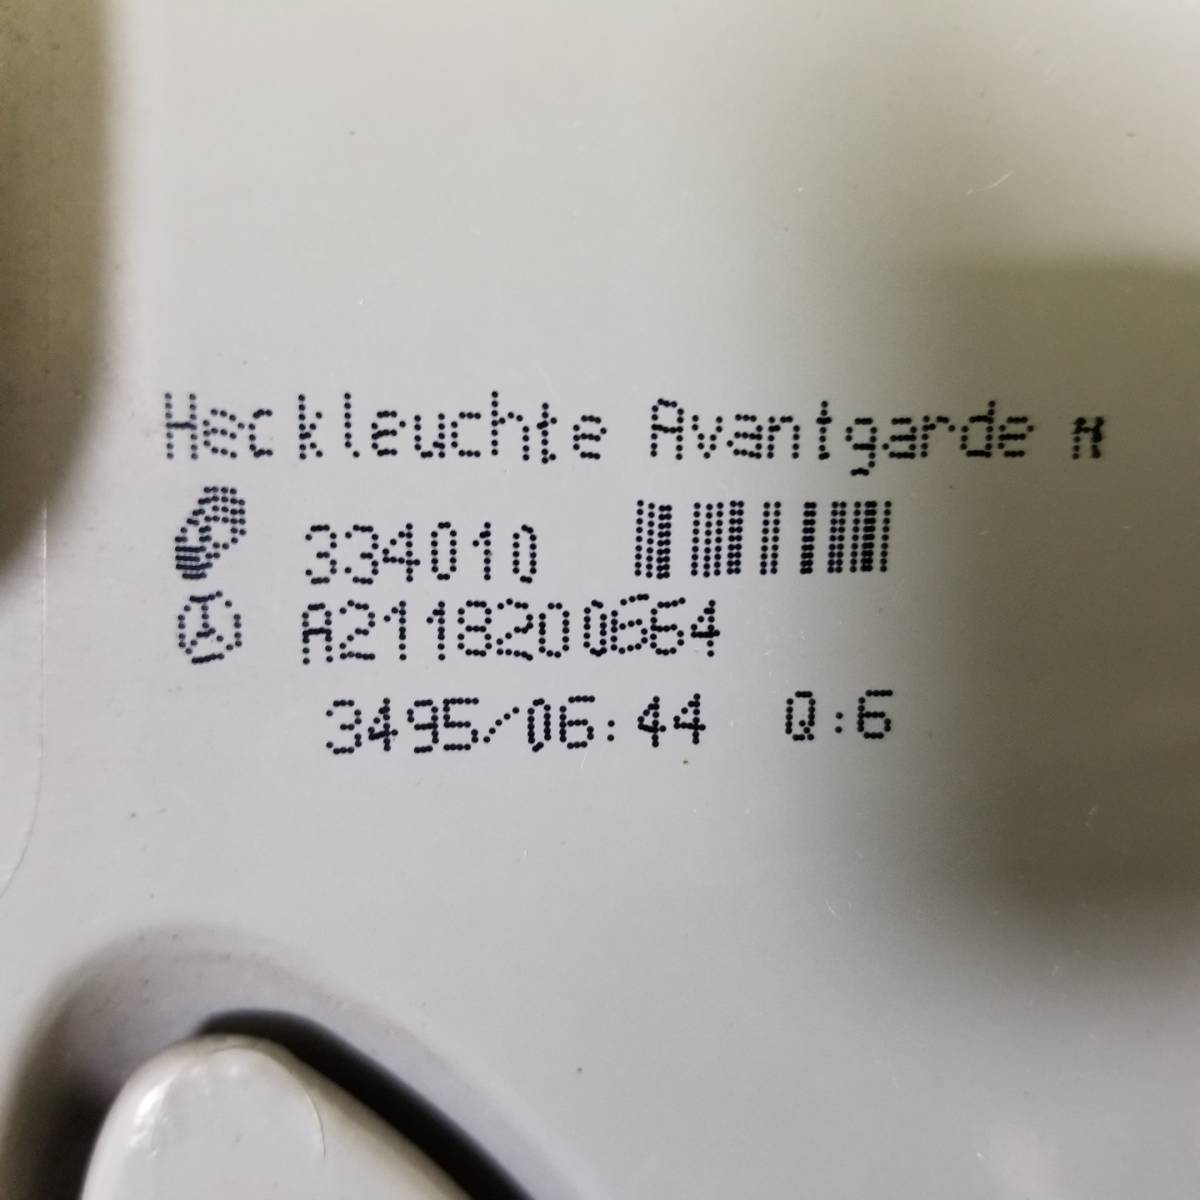 Heckleuchte Avantgarde
334010
A2118200664
3495/06:44 Q:6